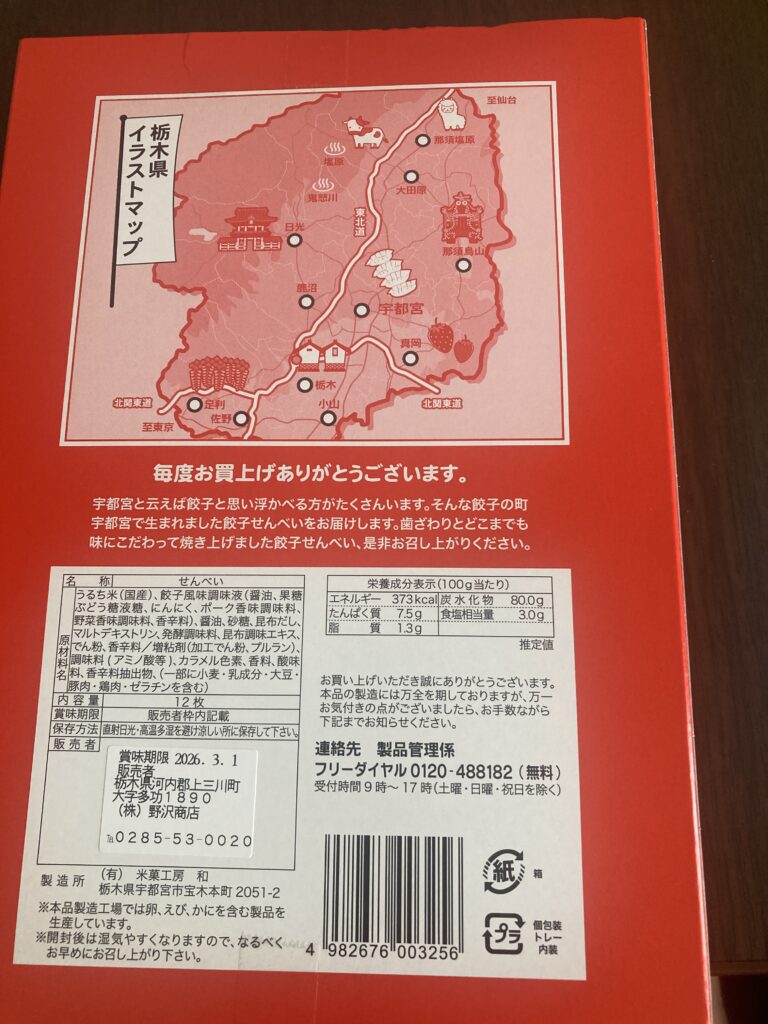 栃木県
イラストマップ
至仙台
那須塩原
塩原
大田原
鬼怒川
東北道
日光
那須烏山
鹿沼
宇都宮
真岡
栃木
北関東道
足利
佐野
小山
北関東道
至東京
毎度お買上げありがとうございます。
宇都宮と云えば餃子と思い浮かべる方がたくさんいます。そんな餃子の町
宇都宮で生まれました餃子せんべいをお届けします。歯ざわりとどこまでも
味にこだわって焼き上げました餃子せんべい、是非お召し上がりください。
名 称 せんべい
原材料名
うるち米(国産)、餃子風味調味液(醤油、果糖
ぶどう糖液糖、にんにく、ポーク香味調味料、
野菜香味調味料、香辛料)、醤油、砂糖、昆布だし、
マルトデキストリン、発酵調味料、昆布調味エキス、
でん粉、香辛料/増粘剤(加工でん粉、プルラン)、
調味料(アミノ酸等)、カラメル色素、香料、酸味
料、香辛料抽出物、(一部に小麦・乳成分・大豆・
豚肉・鶏肉・ゼラチンを含む)
内容量 12枚
賞味期限 販売者枠内記載
保存方法 直射日光・高温多湿を避け涼しい所に保存して下さい。
販売者
賞味期限 2026.3.1
販売者
栃木県河内郡上三川町
大字多功1890
(株)野沢商店
℡0285-53-0020
製造所 (有) 米菓工房 和
栃木県宇都宮市宝木本町2051-2
※本品製造工場では卵、えび、かにを含む製品を
生産しています。
※開封後は湿気やすくなりますので、なるべく
お早めにお召し上がり下さい。
栄養成分表示(100g当たり)
エネルギー 373kcal 炭水化物 80.0g
たんぱく質 7.5g 食塩相当量 3.0g
脂 質 1.3g
推定値
お買い上げいただき誠にありがとうございます。
本品の製造には万全を期しておりますが、万一
お気付きの点がございましたら、お手数ながら
下記までお知らせください。
連絡先 製品管理係
フリーダイヤル0120-488182(無料)
受付時間9時〜17時(土曜・日曜・祝日を除く)
4 982676 003256
紙 箱
プラ 個包装
トレー
内装